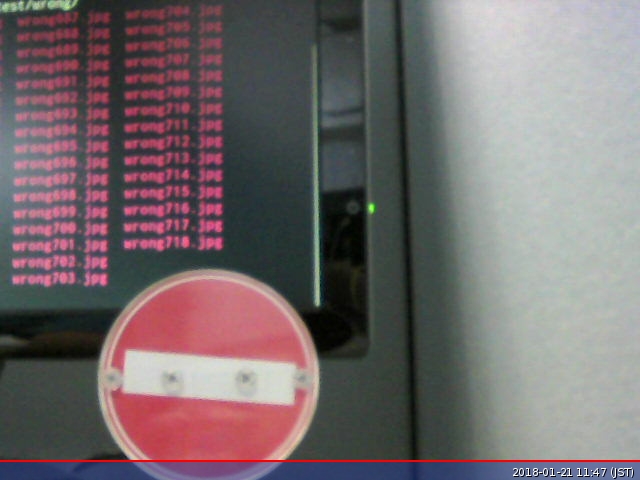 test/wrong/
wrong687.jpg wrong704.jpg
wrong688.jpg wrong705.jpg
wrong689.jpg wrong706.jpg
wrong690.jpg wrong707.jpg
wrong691.jpg wrong708.jpg
wrong692.jpg wrong709.jpg
wrong693.jpg wrong710.jpg
wrong694.jpg wrong711.jpg
wrong695.jpg wrong712.jpg
wrong696.jpg wrong713.jpg
wrong697.jpg wrong714.jpg
wrong698.jpg wrong715.jpg
wrong699.jpg wrong716.jpg
wrong700.jpg wrong717.jpg
wrong701.jpg wrong718.jpg
wrong702.jpg
wrong703.jpg
2018-01-21 11:47 (JST)